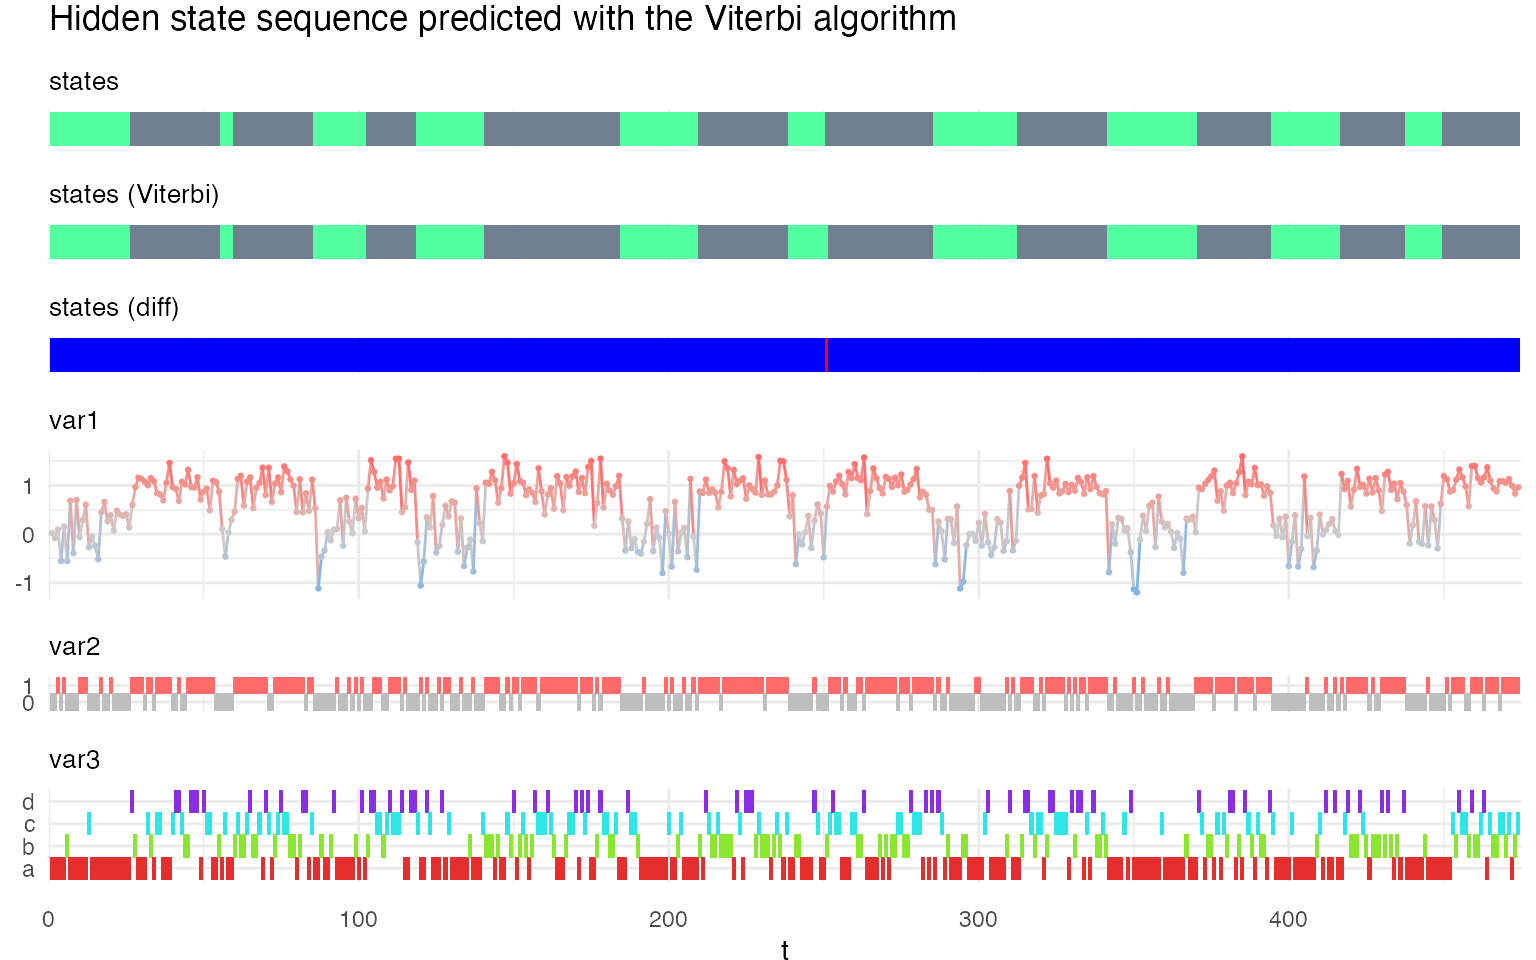 Hidden state sequence predicted with the Viterbi algorithm
states
states (Viterbi)
states (diff)
var1
1
0
-1
var2
1
0
var3
d
c
b
a
0 100 200 300 400
t